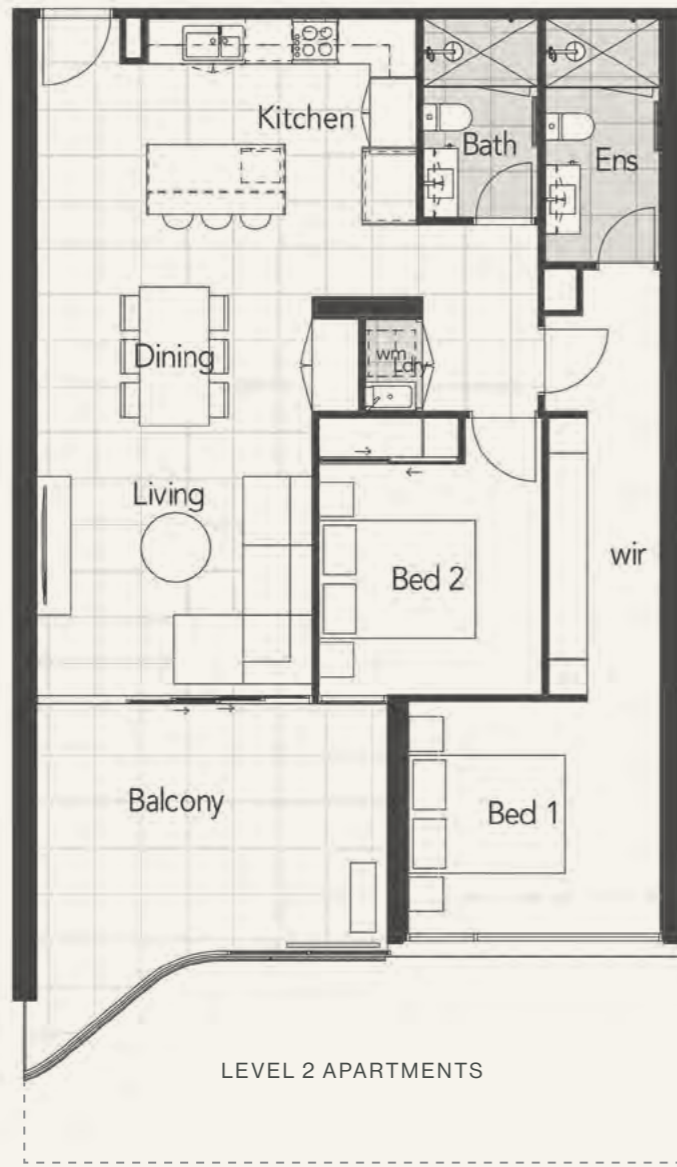 Kitchen
Bath
Ens
Dining
wm
Ldry
Living
Bed 2
wir
Balcony
Bed 1
LEVEL 2 APARTMENTS